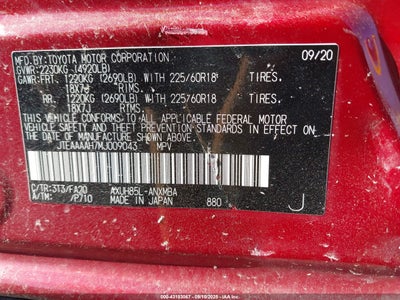 MFD.BY:TOYOTA MOTOR CORPORATION 09/20
GVWR:2230KG (4920LB)
GAWR:FRT. 1220KG (2690LB) WITH 225/60R18 TIRES.
18X7J RIMS.
RR. 1220KG (2690LB) WITH 225/60R18 TIRES.
18X7J RIMS.
THIS VEHICLE CONFORMS TO ALL APPLICABLE FEDERAL MOTOR
VEHICLE SAFETY, BUMPER, AND THEFT PREVENTION
STANDARDS IN EFFECT ON THE DATE OF MANUFACTURE
SHOWN ABOVE.
JTEAAAAH7MJ009043 MPV
C/TR:3T3/FA20 AXUH85L-ANXMBA
A/TM: /P710 MADE IN JAPAN 880 J